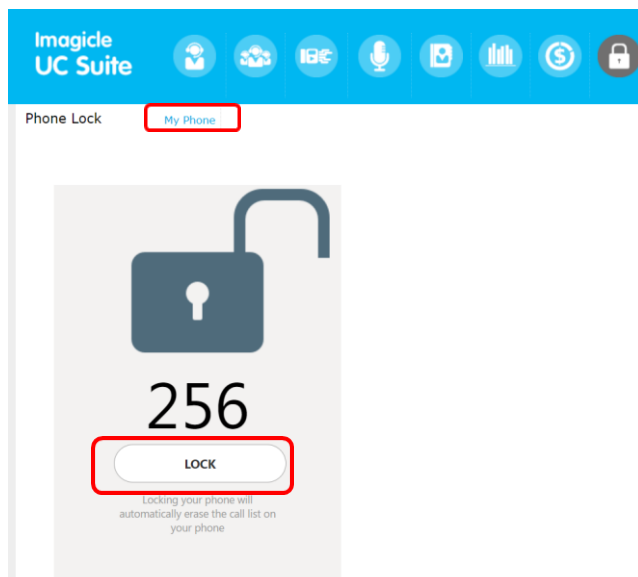 Imagicle
UC Suite
Phone Lock My Phone
256
LOCK
Locking your phone will
automatically erase the call list on
your phone